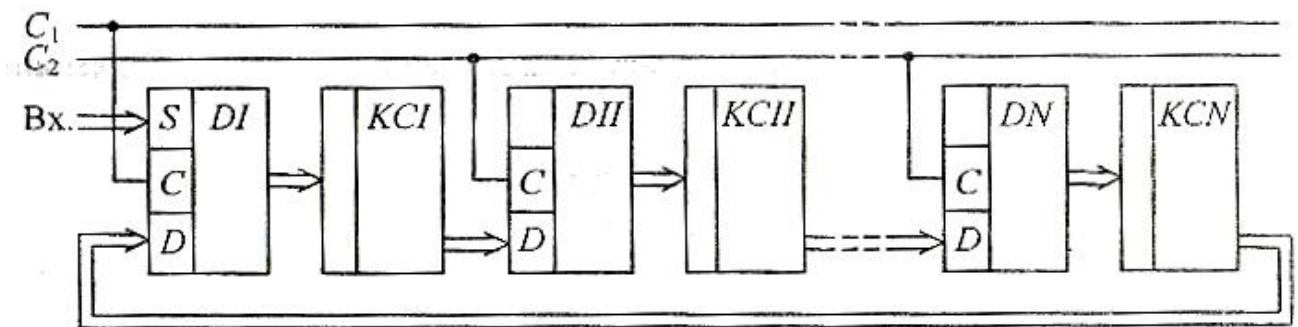 C₁
C₂
Вх. S DI KCI DII KCII DN KCN
C C C
D D D